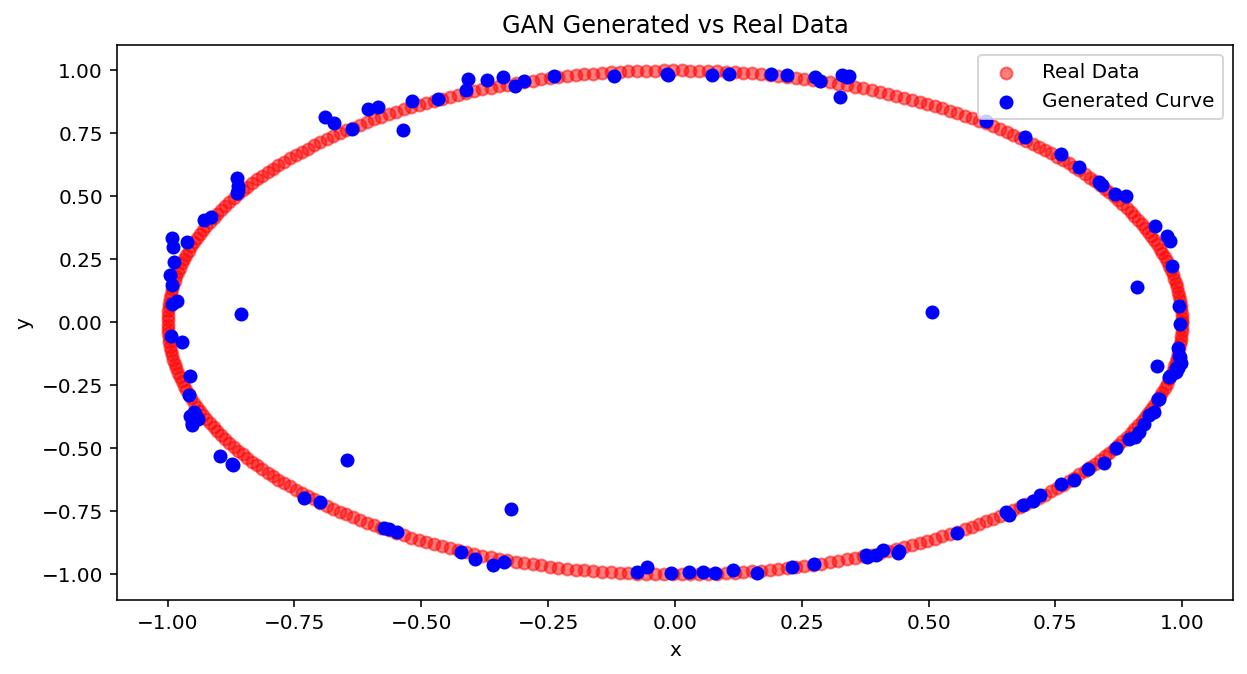 GAN Generated vs Real Data
Real Data
Generated Curve
1.00
0.75
0.50
0.25
0.00
−0.25
−0.50
−0.75
−1.00
y
−1.00 −0.75 −0.50 −0.25 0.00 0.25 0.50 0.75 1.00
x